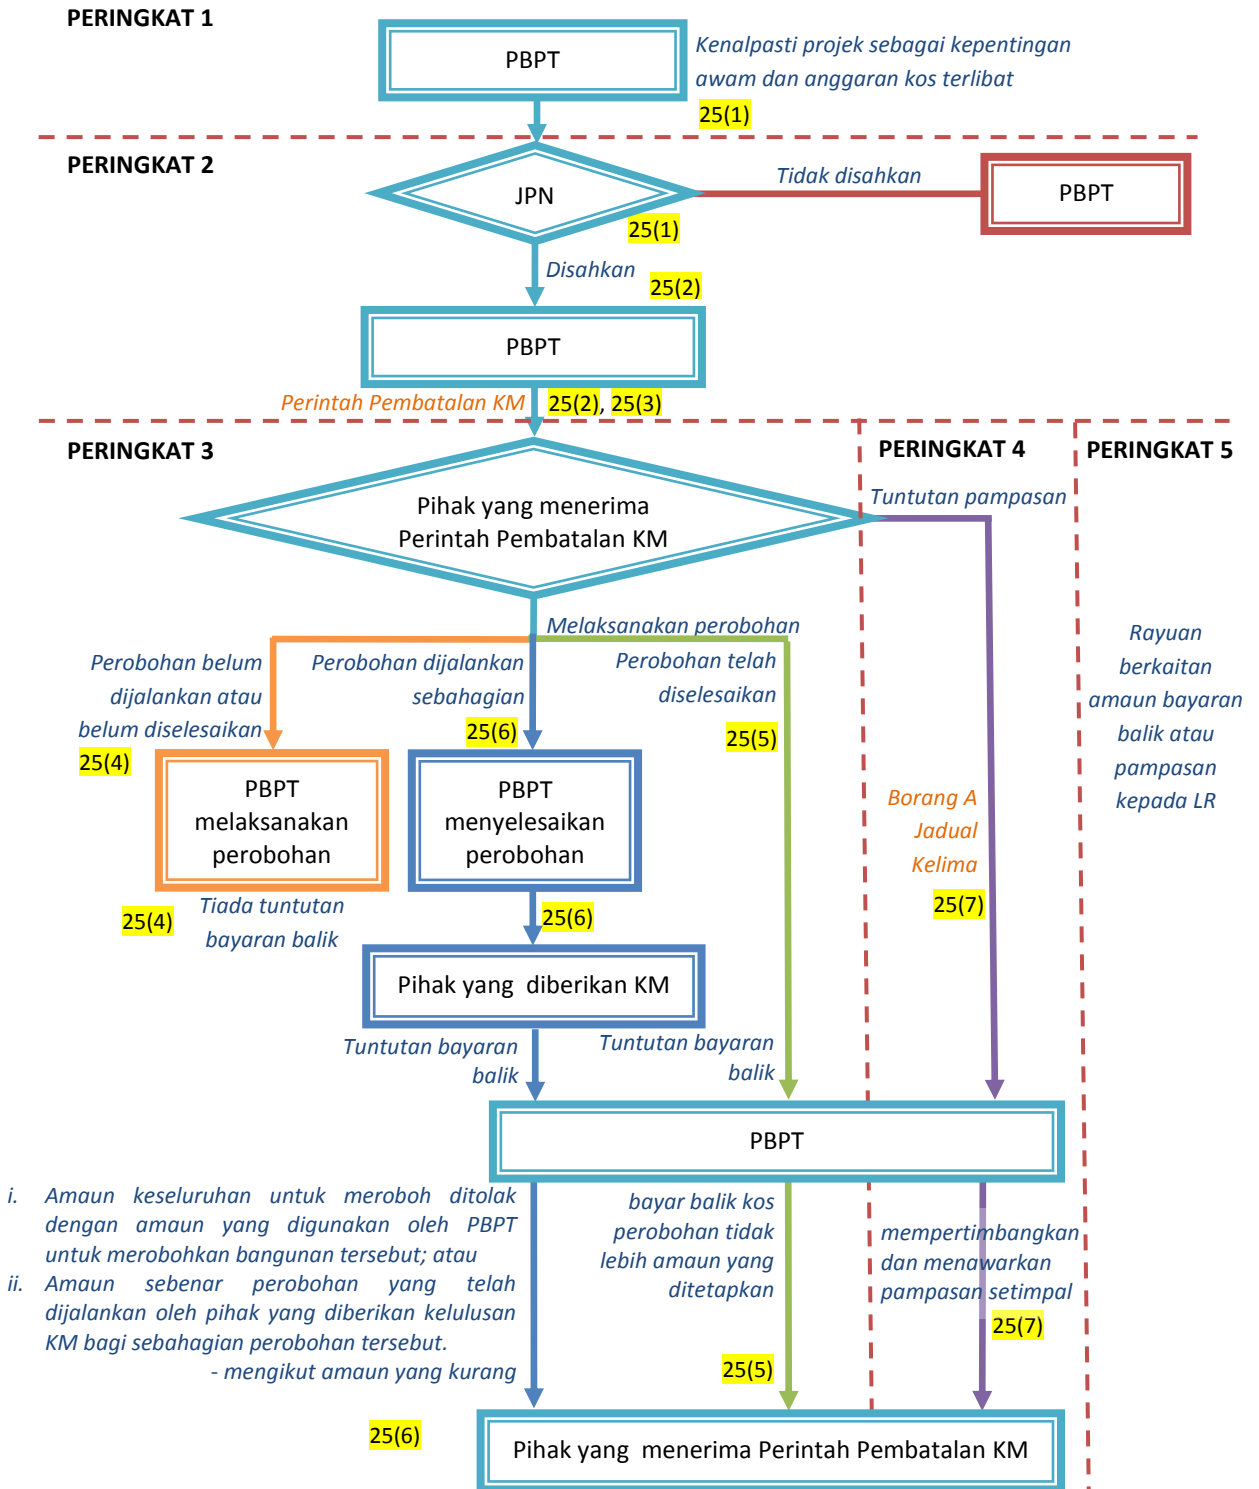 PERINGKAT 1
PBPT
Kenalpasti projek sebagai kepentingan
awam dan anggaran kos terlibat
25(1)
PERINGKAT 2
JPN
25(1)
Tidak disahkan
PBPT
Disahkan
25(2)
PBPT
Perintah Pembatalan KM
25(2), 25(3)
PERINGKAT 3
PERINGKAT 4
PERINGKAT 5
Pihak yang menerima
Perintah Pembatalan KM
Tuntutan pampasan
Melaksanakan perobohan
Perobohan belum
dijalankan atau
belum diselesaikan
25(4)
Perobohan dijalankan
sebahagian
25(6)
Perobohan telah
diselesaikan
25(5)
Rayuan
berkaitan
amaun bayaran
balik atau
pampasan
kepada LR
PBPT
melaksanakan
perobohan
PBPT
menyelesaikan
perobohan
Borang A
Jadual
Kelima
25(7)
25(4)
Tiada tuntutan
bayaran balik
25(6)
Pihak yang diberikan KM
Tuntutan bayaran
balik
Tuntutan bayaran
balik
PBPT
i. Amaun keseluruhan untuk meroboh ditolak
dengan amaun yang digunakan oleh PBPT
untuk merobohkan bangunan tersebut; atau
ii. Amaun sebenar perobohan yang telah
dijalankan oleh pihak yang diberikan kelulusan
KM bagi sebahagian perobohan tersebut.
- mengikut amaun yang kurang
25(6)
bayar balik kos
perobohan tidak
lebih amaun yang
ditetapkan
25(5)
mempertimbangkan
dan menawarkan
pampasan setimpal
25(7)
Pihak yang menerima Perintah Pembatalan KM